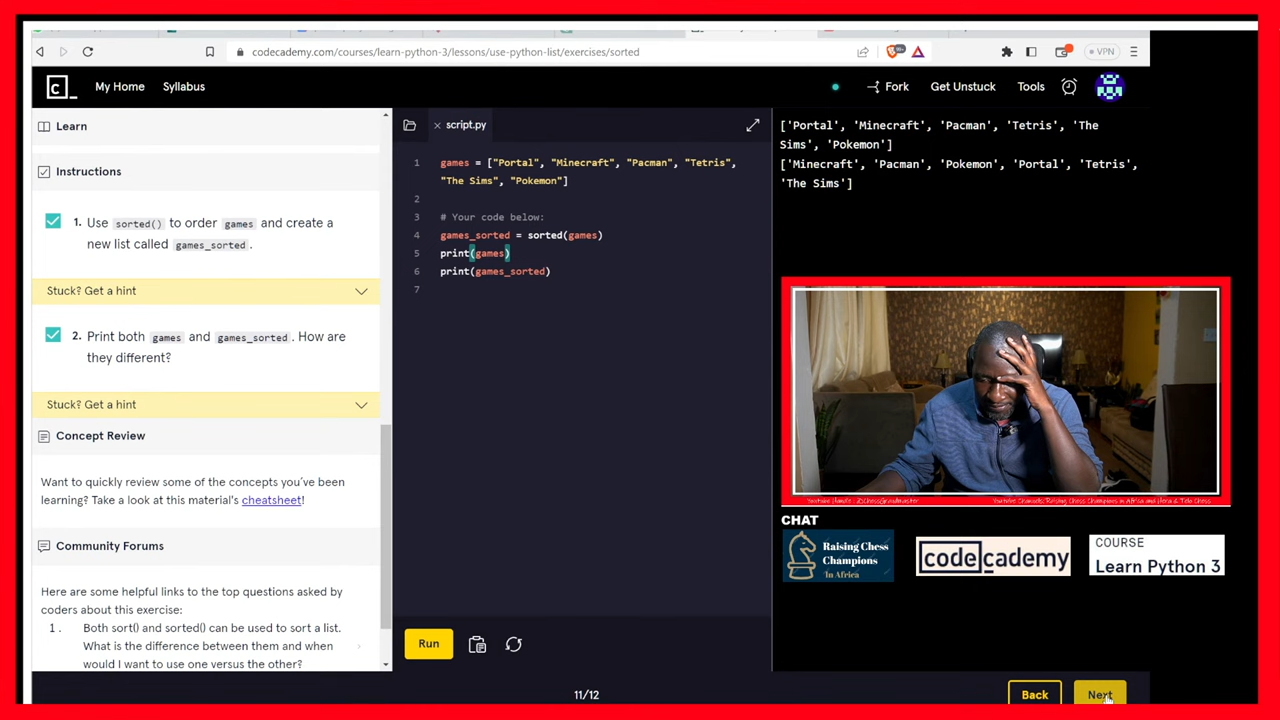 codecademy.com/courses/learn-python-3/lessons/use-python-list/exercises/sorted
VPN
My Home
Syllabus
Fork
Get Unstuck
Tools
Learn
Instructions
1. Use sorted() to order games and create a
new list called games_sorted.
Stuck? Get a hint
2. Print both games and games_sorted. How are
they different?
Stuck? Get a hint
Concept Review
Want to quickly review some of the concepts you've been
learning? Take a look at this material's cheatsheet!
Community Forums
Here are some helpful links to the top questions asked by
coders about this exercise:
1. Both sort() and sorted() can be used to sort a list.
What is the difference between them and when
would I want to use one versus the other?
script.py
1 games = ["Portal", "Minecraft", "Pacman", "Tetris",
"The Sims", "Pokemon"]
2
3 # Your code below:
4 games_sorted = sorted(games)
5 print(games)
6 print(games_sorted)
7
Run
['Portal', 'Minecraft', 'Pacman', 'Tetris', 'The
Sims', 'Pokemon']
['Minecraft', 'Pacman', 'Pokemon', 'Portal', 'Tetris',
'The Sims']
CHAT
Raising Chess
Champions
In Africa
codecademy
COURSE
Learn Python 3
11/12
Back
Next